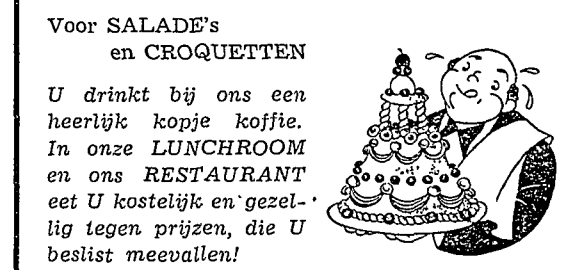 Voor SALADE's
en CROQUETTEN
U drinkt bij ons een
heerlijk kopje koffie.
In onze LUNCHROOM
en ons RESTAURANT
eet U kostelijk en gezel-
lig tegen prijzen, die U
beslist meevallen!